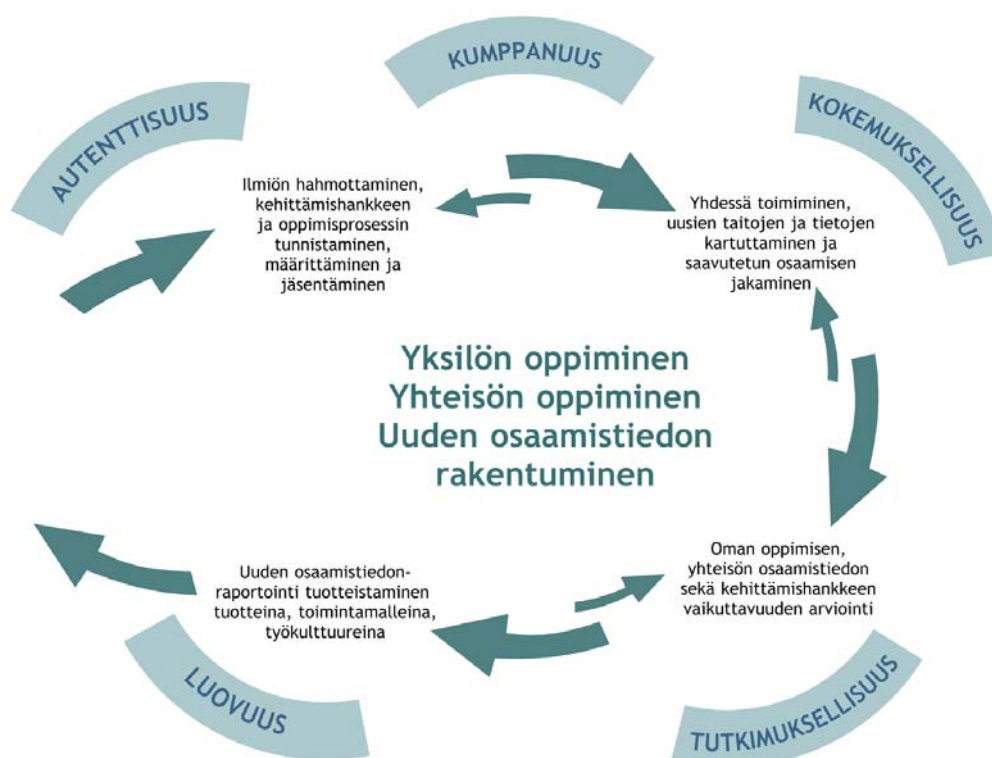 KUMPPANUUS
AUTENTTISUUS
KOKEMUKSELLISUUS
Ilmiön hahmottaminen,
kehittämishankkeen
ja oppimisprosessin
tunnistaminen,
määrittäminen ja
jäsentäminen
Yhdessä toimiminen,
uusien taitojen ja tietojen
kartuttaminen ja
saavutetun osaamisen
jakaminen
Yksilön oppiminen
Yhteisön oppiminen
Uuden osaamistiedon
rakentuminen
Uuden osaamistiedon-
raportointi tuotteistaminen
tuotteina, toimintamalleina,
työkulttuureina
Oman oppimisen,
yhteisön osaamistiedon
sekä kehittämishankkeen
vaikuttavuuden arviointi
LUOVUUS
TUTKIMUKSELLISUUS